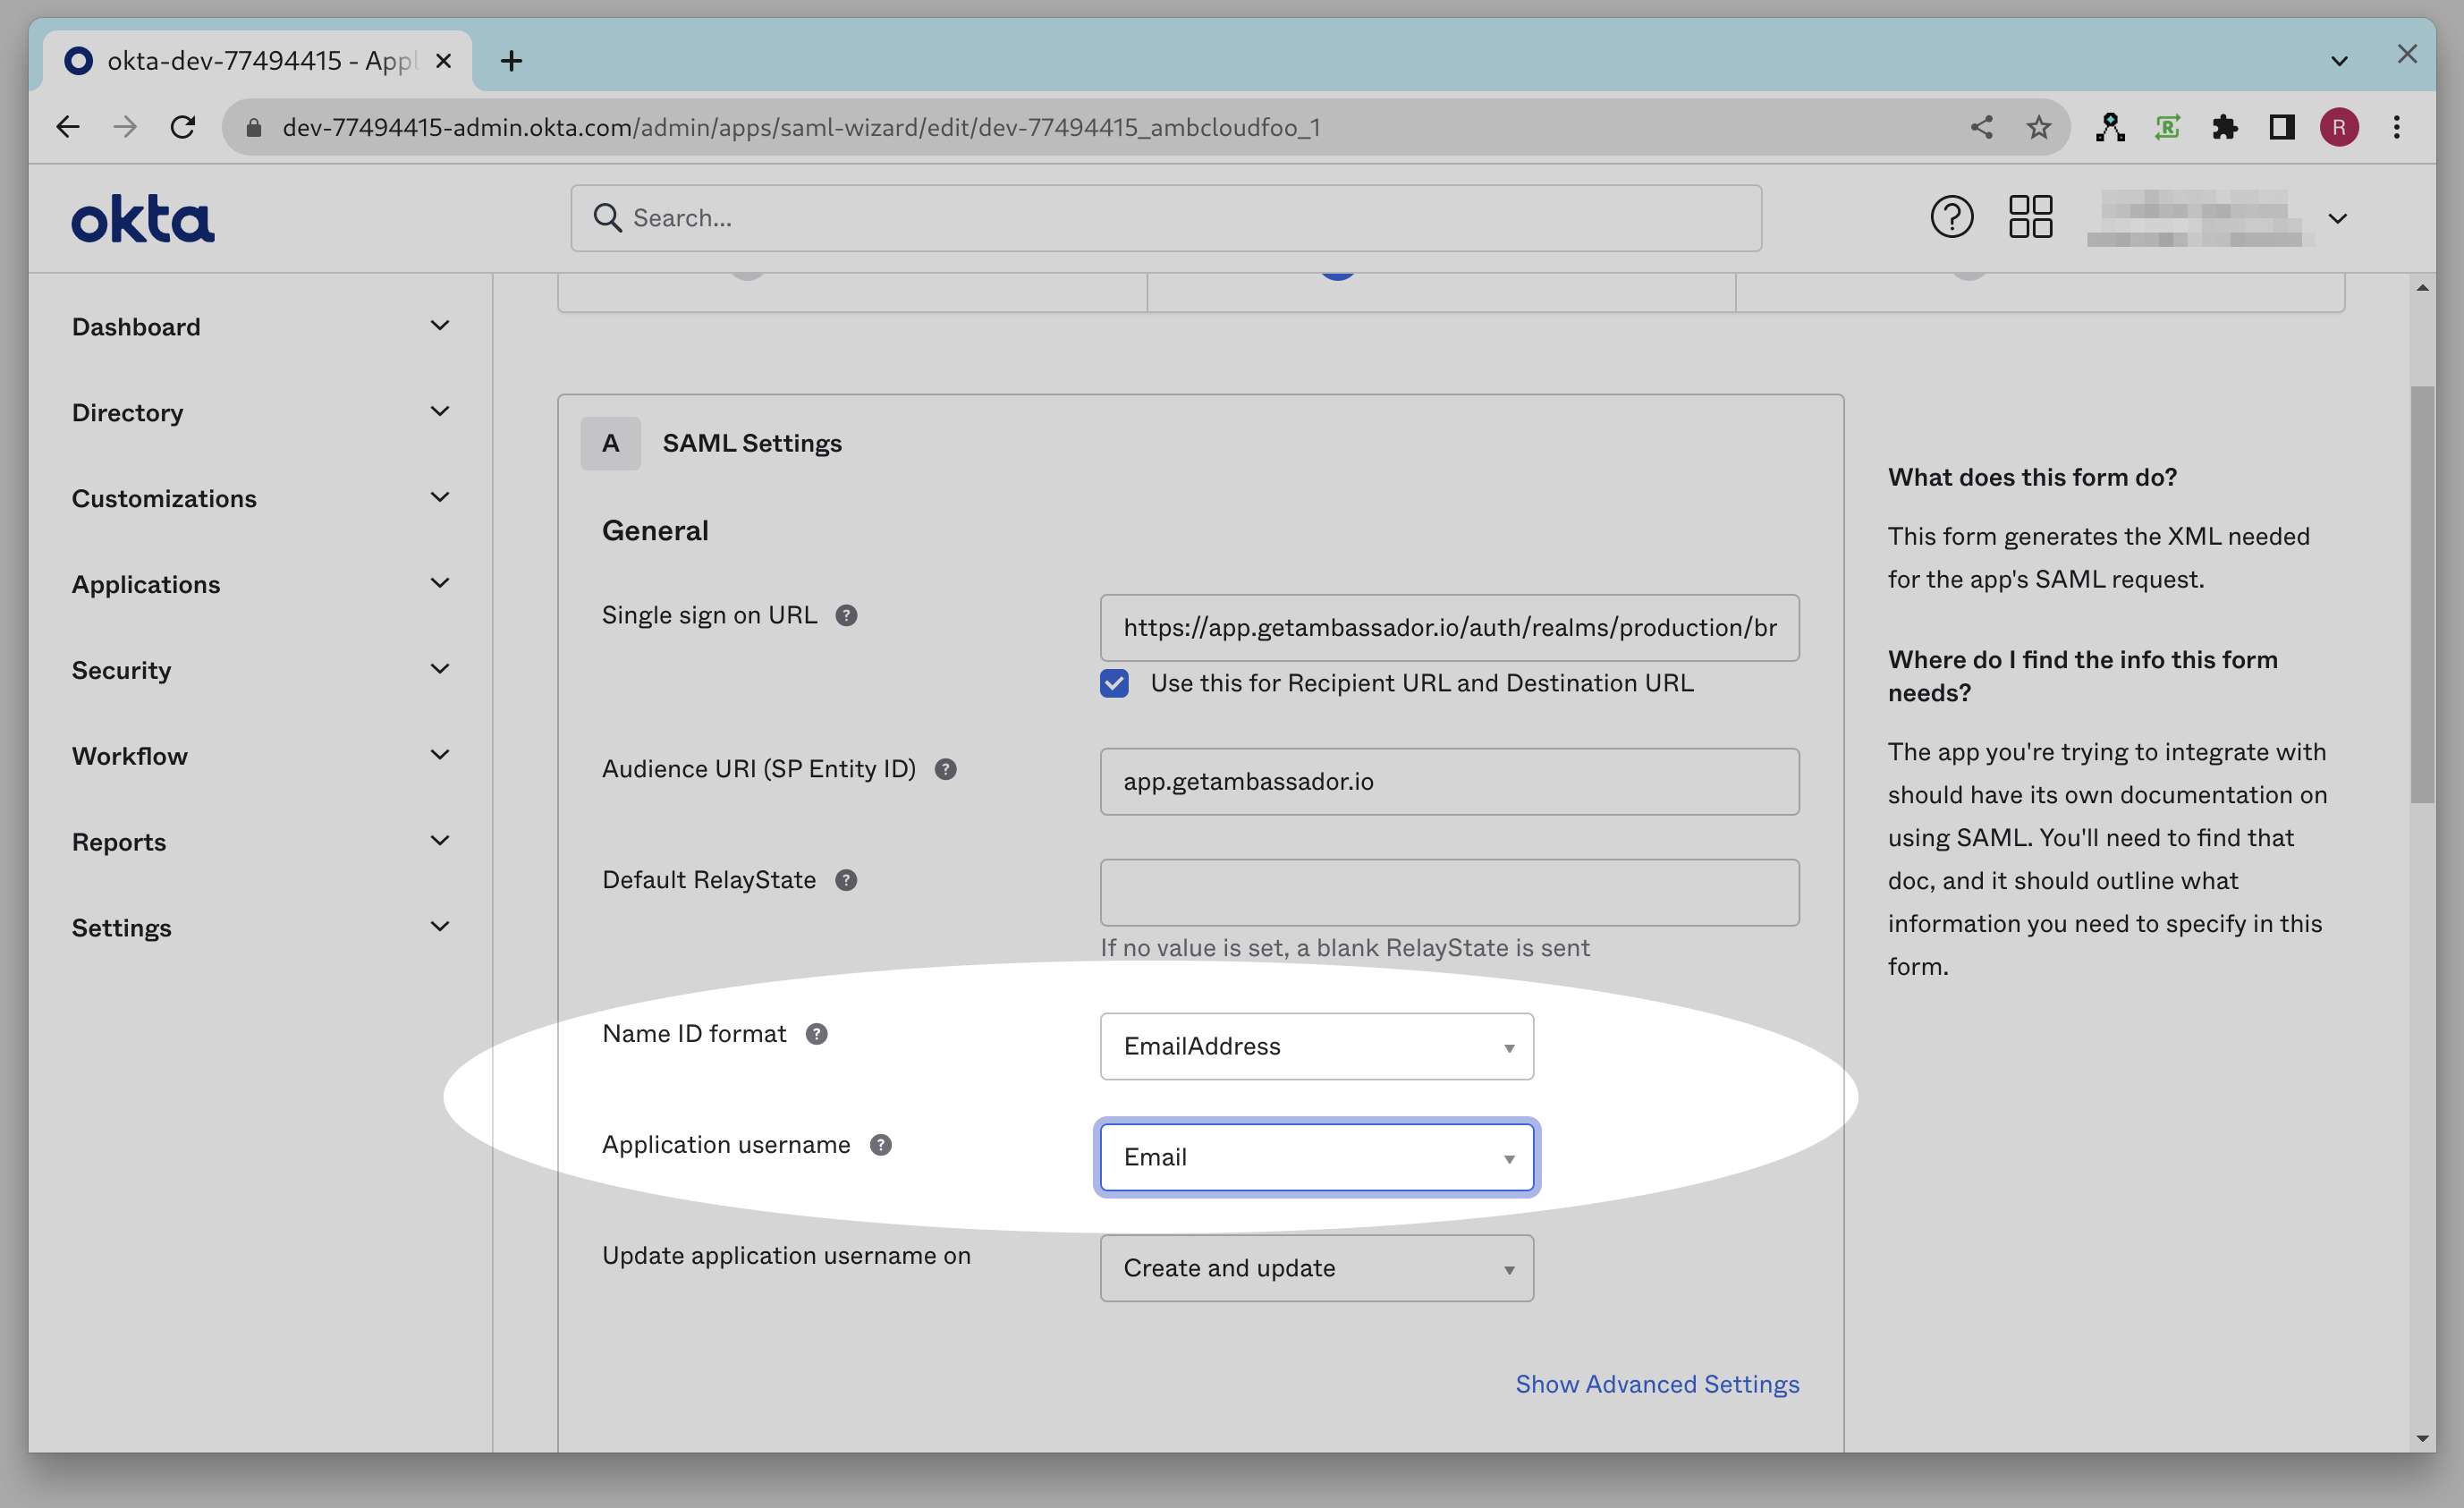 okta-dev-77494415 - Appl
dev-77494415-admin.okta.com/admin/apps/saml-wizard/edit/dev-77494415_ambcloudfoo_1
R
R
okta
Search...
?
Dashboard
Directory
Customizations
Applications
Security
Workflow
Reports
Settings
A SAML Settings
General
Single sign on URL ?
https://app.getambassador.io/auth/realms/production/br
Use this for Recipient URL and Destination URL
Audience URI (SP Entity ID) ?
app.getambassador.io
Default RelayState ?
If no value is set, a blank RelayState is sent
Name ID format ?
EmailAddress
Application username ?
Email
Update application username on
Create and update
Show Advanced Settings
What does this form do?
This form generates the XML needed
for the app's SAML request.
Where do I find the info this form
needs?
The app you're trying to integrate with
should have its own documentation on
using SAML. You'll need to find that
doc, and it should outline what
information you need to specify in this
form.